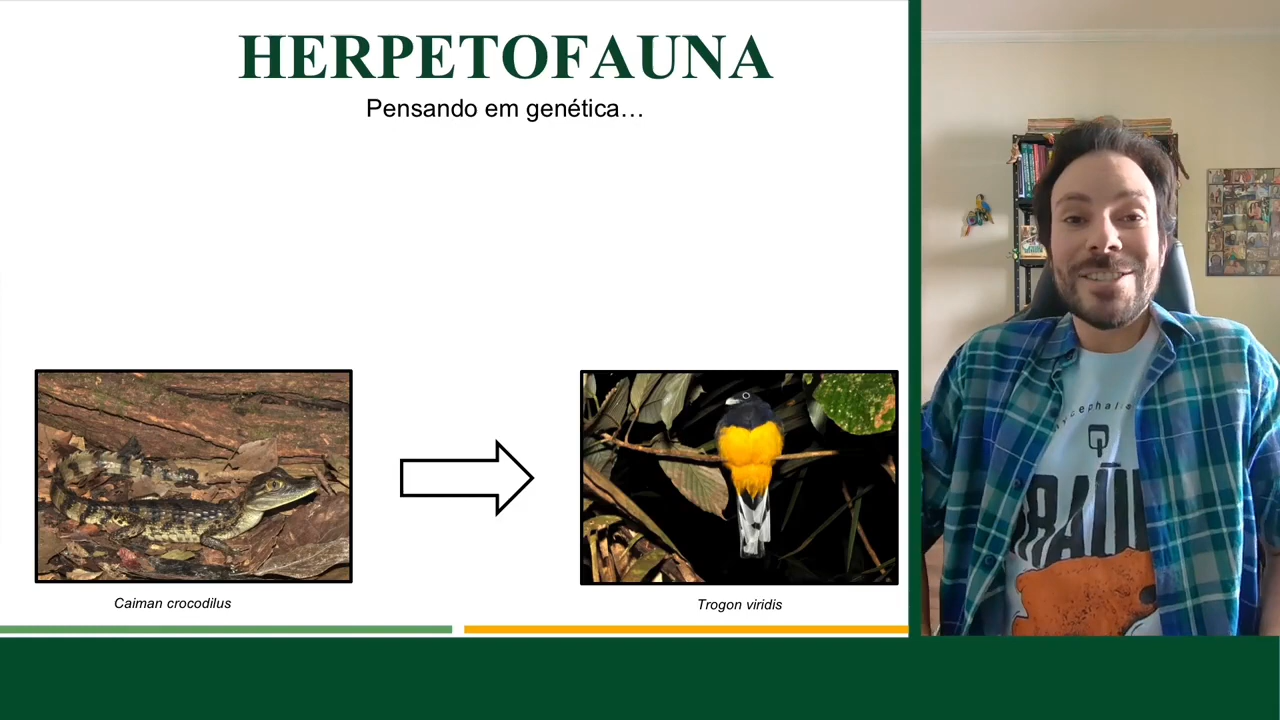 HERPETOFAUNA
Pensando em genética…
Caiman crocodilus
Trogon viridis